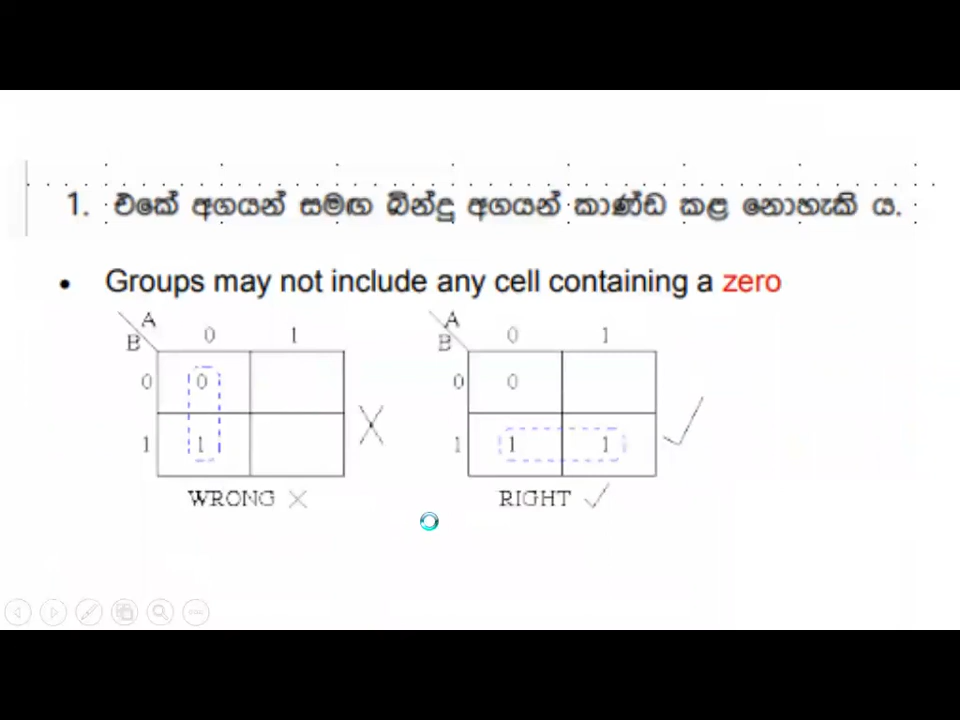 1. එකේ අගයන් සමඟ බින්දු අගයන් කාණ්ඩ කළ නොහැකි ය.
• Groups may not include any cell containing a zero
A A
B 0 1 B 0 1
0 0 0 0
1 1 1 1 1
WRONG RIGHT